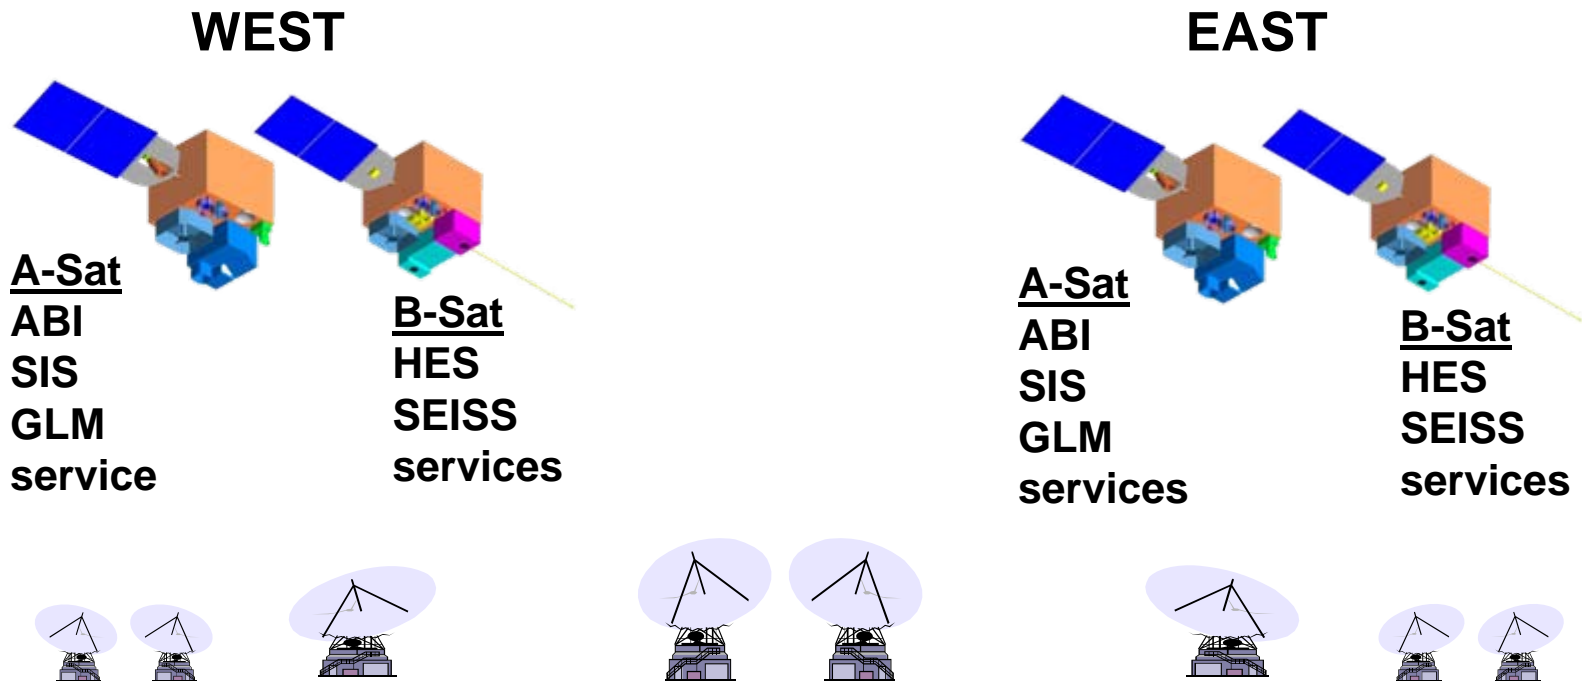 WEST
EAST
A-Sat
ABI
SIS
GLM
service
B-Sat
HES
SEISS
services
A-Sat
ABI
SIS
GLM
services
B-Sat
HES
SEISS
services